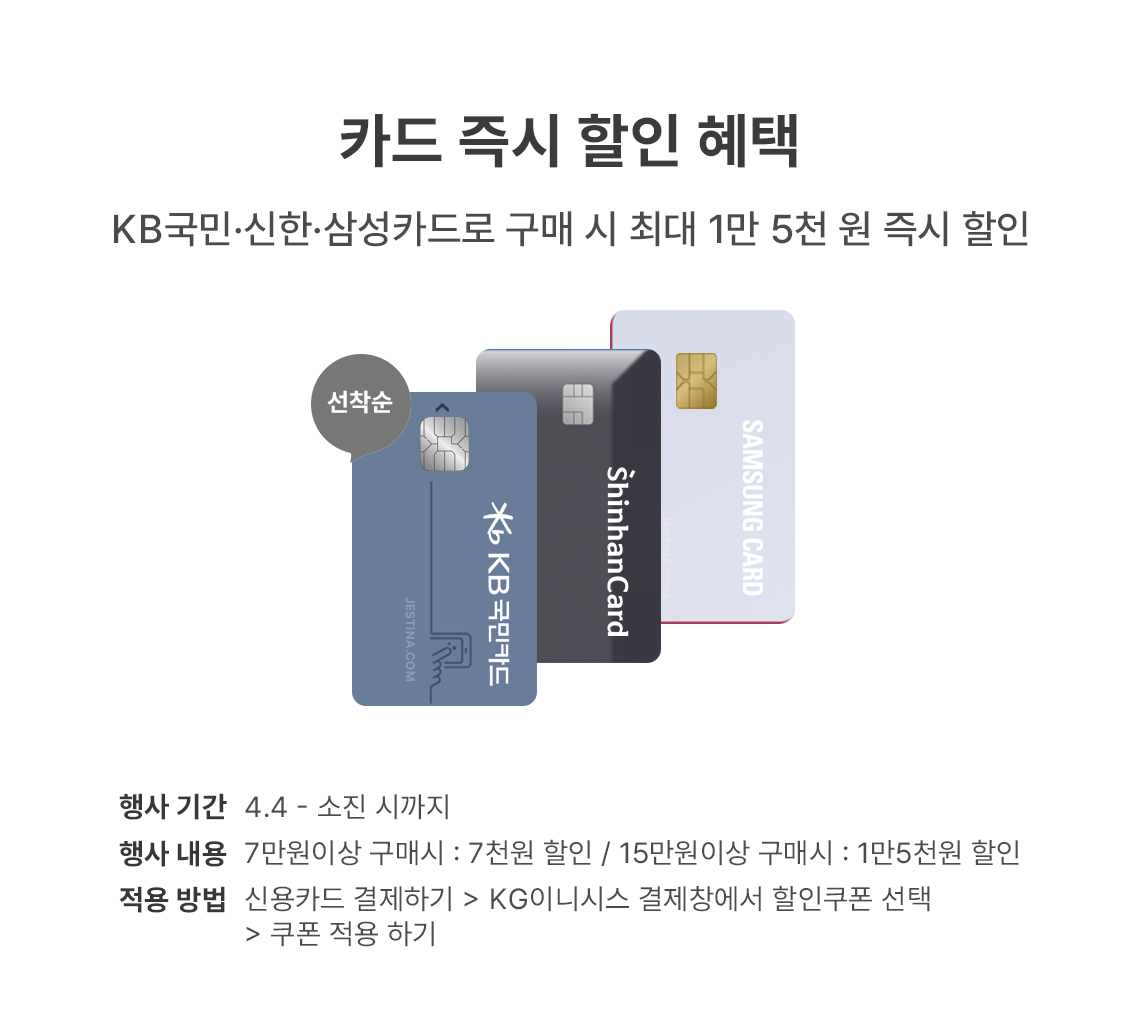 카드 즉시 할인 혜택
KB국민·신한·삼성카드로 구매 시 최대 1만 5천 원 즉시 할인
선착순
KB국민카드
JESTINA.COM
ShinhanCard
SAMSUNG CARD
행사 기간 4.4 - 소진 시까지
행사 내용 7만원이상 구매시 : 7천원 할인 / 15만원이상 구매시 : 1만5천원 할인
적용 방법 신용카드 결제하기 > KG이니시스 결제창에서 할인쿠폰 선택
> 쿠폰 적용 하기